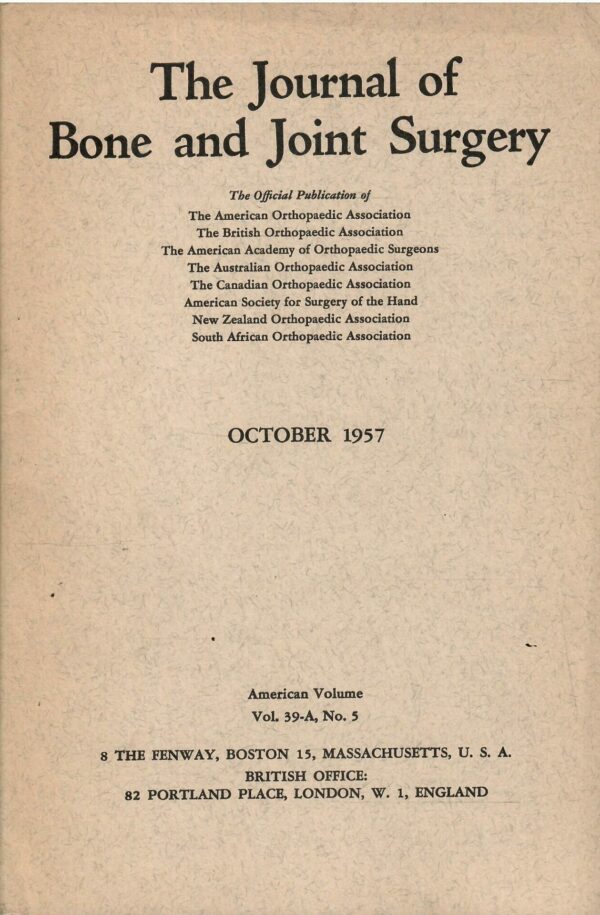 The Journal of
Bone and Joint Surgery
The Official Publication of
The American Orthopaedic Association
The British Orthopaedic Association
The American Academy of Orthopaedic Surgeons
The Australian Orthopaedic Association
The Canadian Orthopaedic Association
American Society for Surgery of the Hand
New Zealand Orthopaedic Association
South African Orthopaedic Association
OCTOBER 1957
American Volume
Vol. 39-A, No. 5
8 THE FENWAY, BOSTON 15, MASSACHUSETTS, U. S. A.
BRITISH OFFICE:
82 PORTLAND PLACE, LONDON, W. 1, ENGLAND